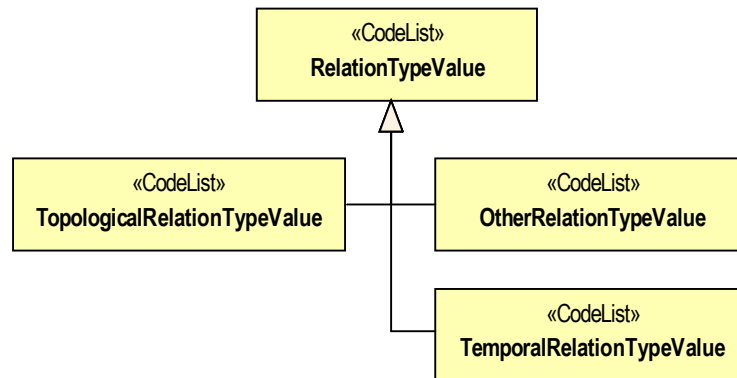 «CodeList»
RelationTypeValue
«CodeList»
TopologicalRelationTypeValue
«CodeList»
OtherRelationTypeValue
«CodeList»
TemporalRelationTypeValue